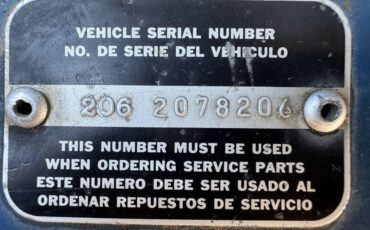 VEHICLE SERIAL NUMBER
NO. DE SERIE DEL VEHICULO
206 2078206
THIS NUMBER MUST BE USED
WHEN ORDERING SERVICE PARTS
ESTE NUMERO DEBE SER USADO AL
ORDENAR REPUESTOS DE SERVICIO